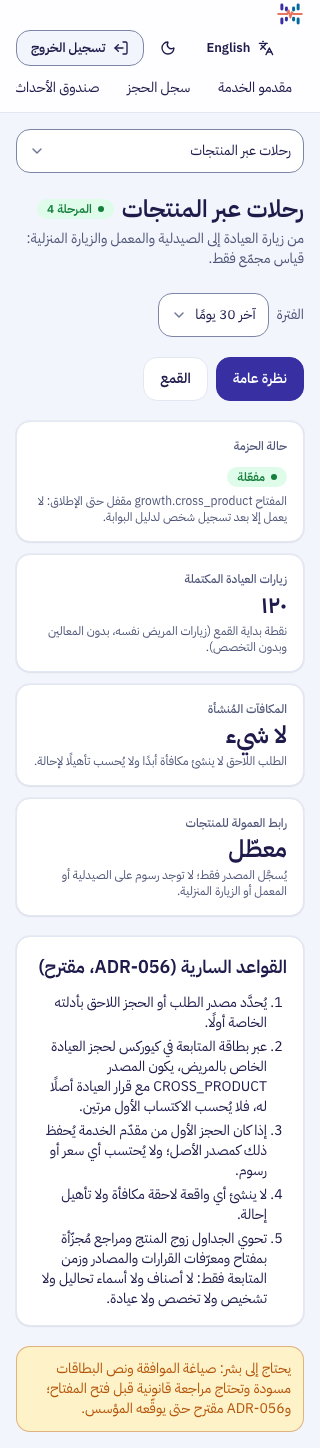 English
تسجيل الخروج
مقدمو الخدمة
سجل الحجز
صندوق الأحداث
رحلات عبر المنتجات
رحلات عبر المنتجات
المرحلة 4
من زيارة العيادة إلى الصيدلية والمعمل والزيارة المنزلية:
قياس مجمّع فقط.
الفترة
آخر 30 يومًا
نظرة عامة
القمع
حالة الحزمة
مفعّلة
المفتاح growth.cross_product مقفل حتى الإطلاق: لا
يعمل إلا بعد تسجيل شخص لدليل البوابة.
زيارات العيادة المكتملة
١٢٠
نقطة بداية القمع (زيارات المريض نفسه، بدون المعالين
وبدون التخصص).
المكافآت المُنشأة
لا شيء
الطلب اللاحق لا ينشئ مكافأة أبدًا ولا يُحسب تأهيلًا لإحالة.
رابط العمولة للمنتجات
معطّل
يُسجَّل المصدر فقط؛ لا توجد رسوم على الصيدلية أو
المعمل أو الزيارة المنزلية.
القواعد السارية (ADR-056، مقترح)
1. يُحدَّد مصدر الطلب أو الحجز اللاحق بأدلته
الخاصة أولًا.
2. عبر بطاقة المتابعة في كيوركس لحجز العيادة
الخاص بالمريض، يكون المصدر
CROSS_PRODUCT مع قرار العيادة أصلًا
له، فلا يُحسب الاكتساب الأول مرتين.
3. إذا كان الحجز الأول من مقدّم الخدمة يُحفظ
ذلك كمصدر الأصل؛ ولا يُحتسب أي سعر أو
رسوم.
4. لا ينشئ أي واقعة لاحقة مكافأة ولا تأهيل
إحالة.
5. تحوي الجداول زوج المنتج ومراجع مُجزّأة
بمفتاح ومعرّفات القرارات والمصادر وزمن
المتابعة فقط: لا أصناف ولا أسماء تحاليل ولا
تشخيص ولا تخصص ولا عيادة.
يحتاج إلى بشر: صياغة الموافقة ونص البطاقات
مسودة وتحتاج مراجعة قانونية قبل فتح المفتاح؛
وADR-056 مقترح حتى يوقّعه المؤسس.